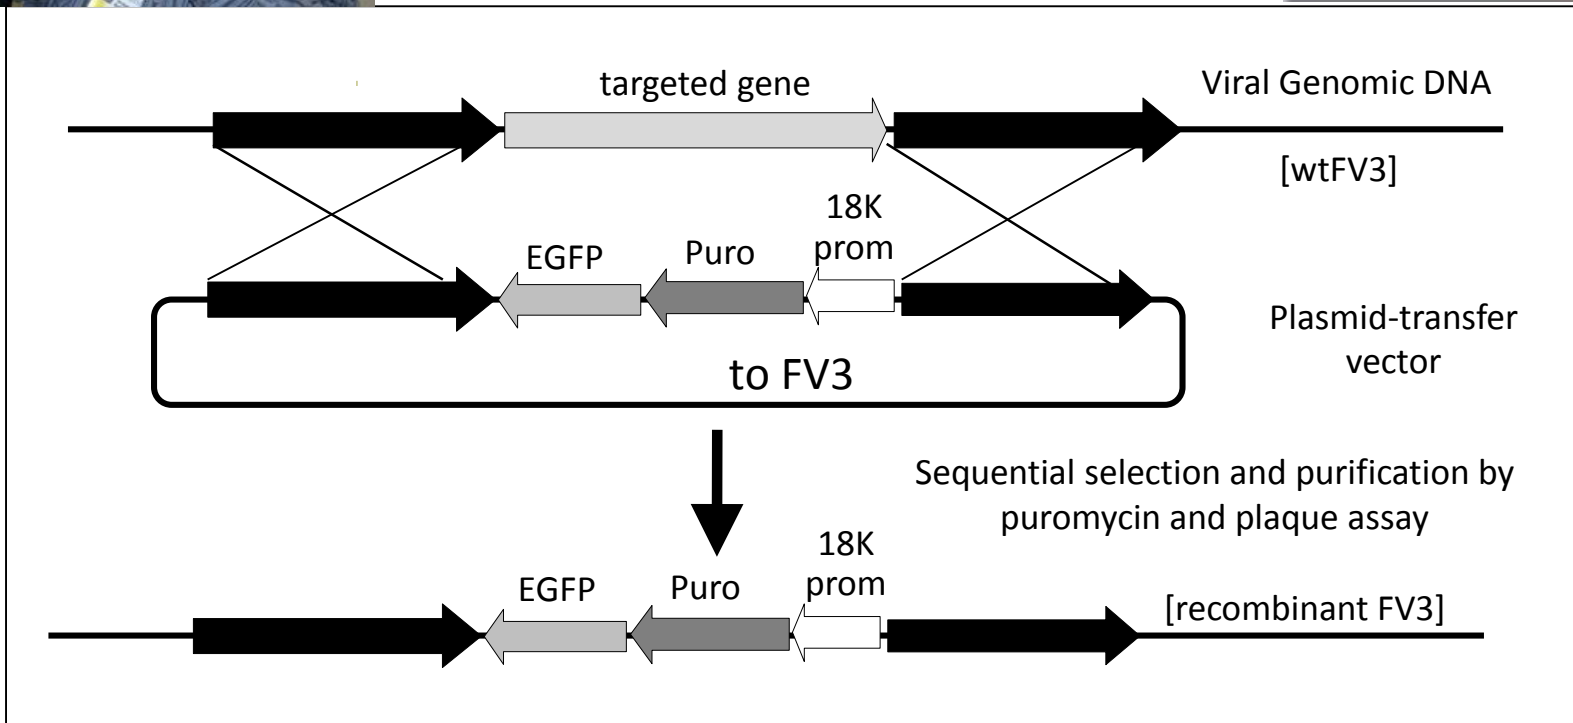 targeted gene
Viral Genomic DNA
[wtFV3]
18K
prom
Puro
EGFP
Plasmid-transfer
vector
to FV3
Sequential selection and purification by
puromycin and plaque assay
18K
prom
Puro
EGFP
[recombinant FV3]